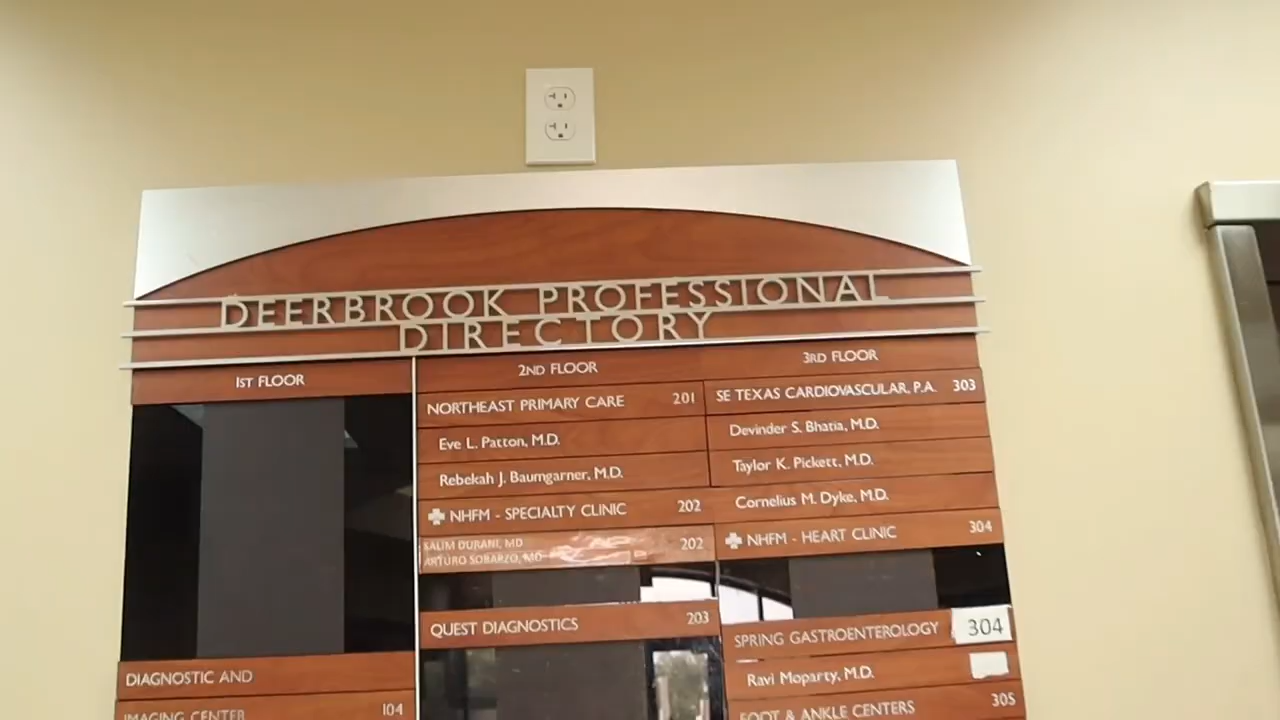 DEERBROOK PROFESSIONAL
DIRECTORY
1ST FLOOR
DIAGNOSTIC AND
IMAGING CENTER 104
2ND FLOOR
NORTHEAST PRIMARY CARE 201
Eve L. Patton, M.D.
Rebekah J. Baumgarner, M.D.
NHFM - SPECIALTY CLINIC 202
SALIM DURANI, MD 202
ARTURO SOBARZO, MD
QUEST DIAGNOSTICS 203
3RD FLOOR
SE TEXAS CARDIOVASCULAR, P.A. 303
Devinder S. Bhatia, M.D.
Taylor K. Pickett, M.D.
Cornelius M. Dyke, M.D.
NHFM - HEART CLINIC 304
SPRING GASTROENTEROLOGY 304
Ravi Moparty, M.D.
FOOT & ANKLE CENTERS 305